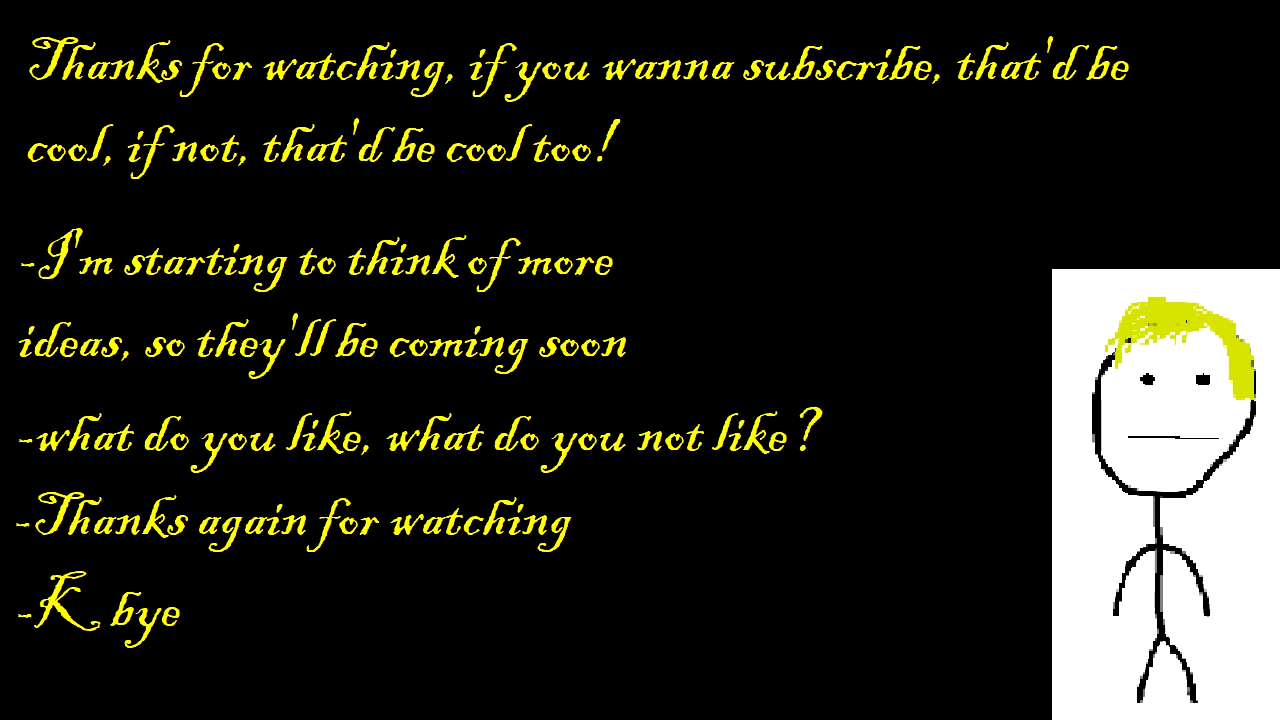 Thanks for watching, if you wanna subscribe, that'd be
cool, if not, that'd be cool too!
-I'm starting to think of more
ideas, so they'll be coming soon
-what do you like, what do you not like?
-Thanks again for watching
-K bye